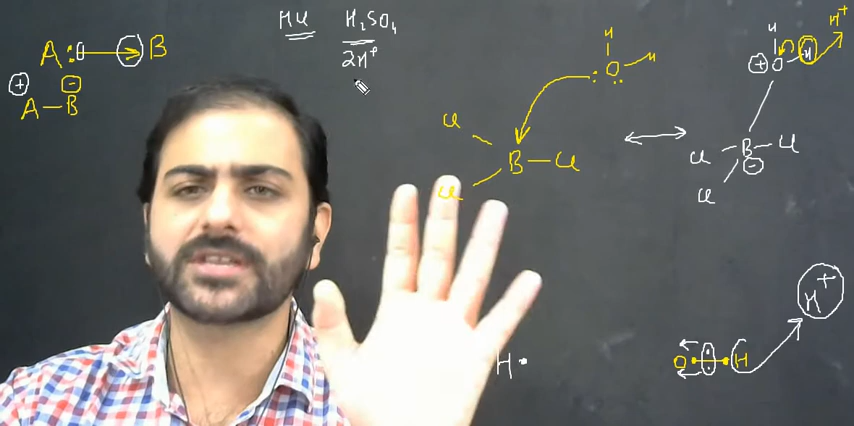 A : → B
⊕ ⊖
A — B
HCl H₂SO₄
2H⁺
H
:O — H
Cl
B — Cl
Cl
H⁺
H
⊕ O — H
Cl B — Cl
⊖
Cl
H •
O : H
H⁺